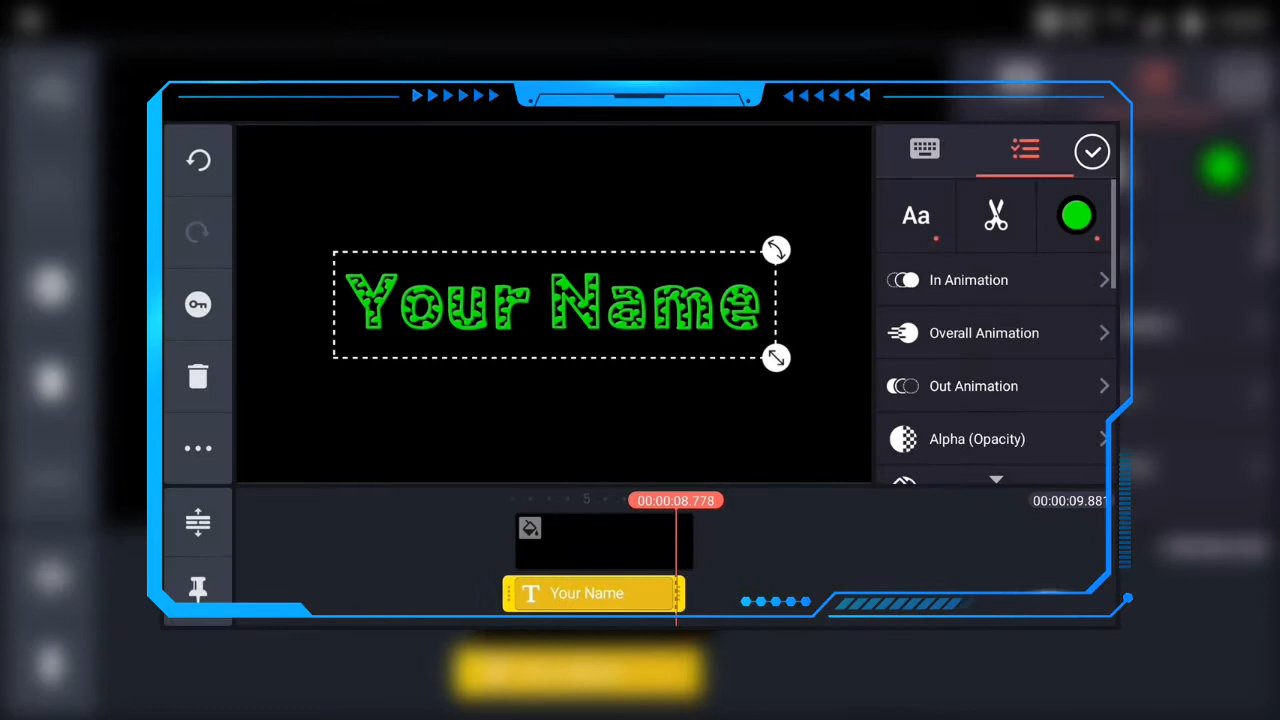 Aa
Your Name
In Animation
Overall Animation
Out Animation
Alpha (Opacity)
5
00:00:08.778
00:00:09.881
T Your Name